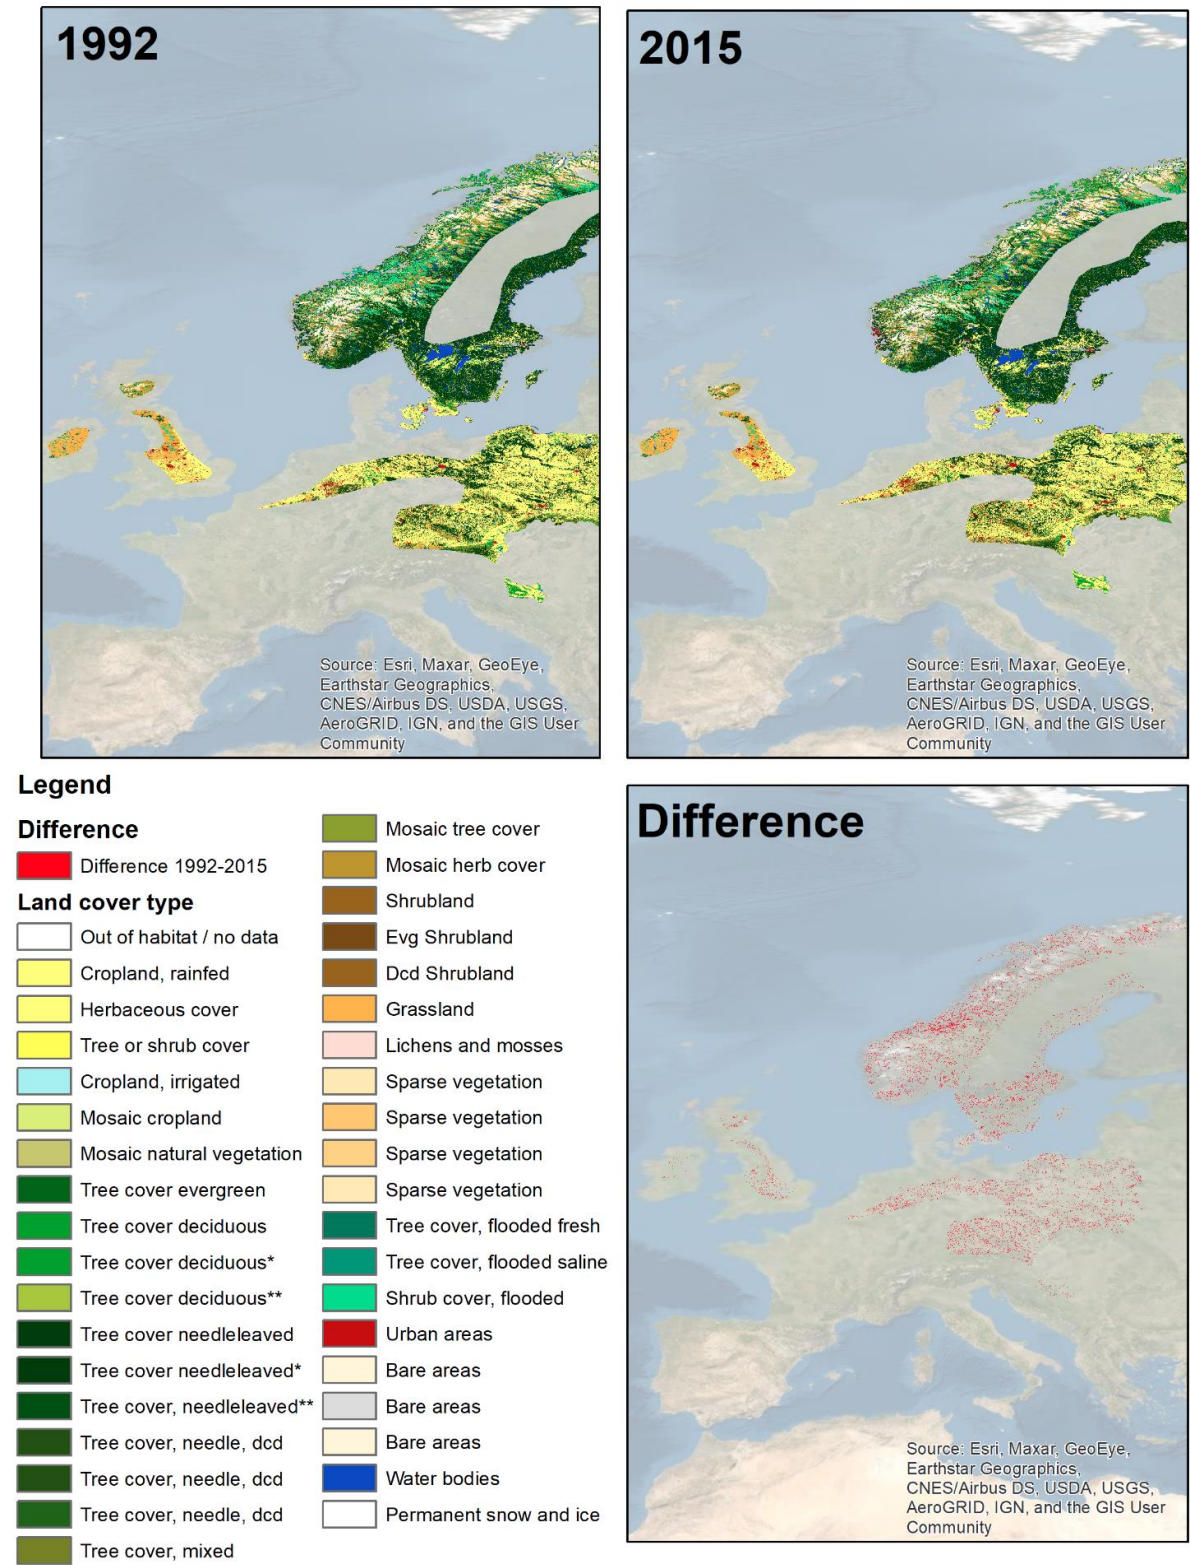 1992
Source: Esri, Maxar, GeoEye,
Earthstar Geographics,
CNES/Airbus DS, USDA, USGS,
AeroGRID, IGN, and the GIS User
Community
2015
Source: Esri, Maxar, GeoEye,
Earthstar Geographics,
CNES/Airbus DS, USDA, USGS,
AeroGRID, IGN, and the GIS User
Community
Legend
Difference
Difference 1992-2015
Land cover type
Out of habitat / no data
Cropland, rainfed
Herbaceous cover
Tree or shrub cover
Cropland, irrigated
Mosaic cropland
Mosaic natural vegetation
Tree cover evergreen
Tree cover deciduous
Tree cover deciduous*
Tree cover deciduous**
Tree cover needleleaved
Tree cover needleleaved*
Tree cover, needleleaved**
Tree cover, needle, dcd
Tree cover, needle, dcd
Tree cover, needle, dcd
Tree cover, mixed
Mosaic tree cover
Mosaic herb cover
Shrubland
Evg Shrubland
Dcd Shrubland
Grassland
Lichens and mosses
Sparse vegetation
Sparse vegetation
Sparse vegetation
Sparse vegetation
Tree cover, flooded fresh
Tree cover, flooded saline
Shrub cover, flooded
Urban areas
Bare areas
Bare areas
Bare areas
Water bodies
Permanent snow and ice
Difference
Source: Esri, Maxar, GeoEye,
Earthstar Geographics,
CNES/Airbus DS, USDA, USGS,
AeroGRID, IGN, and the GIS User
Community